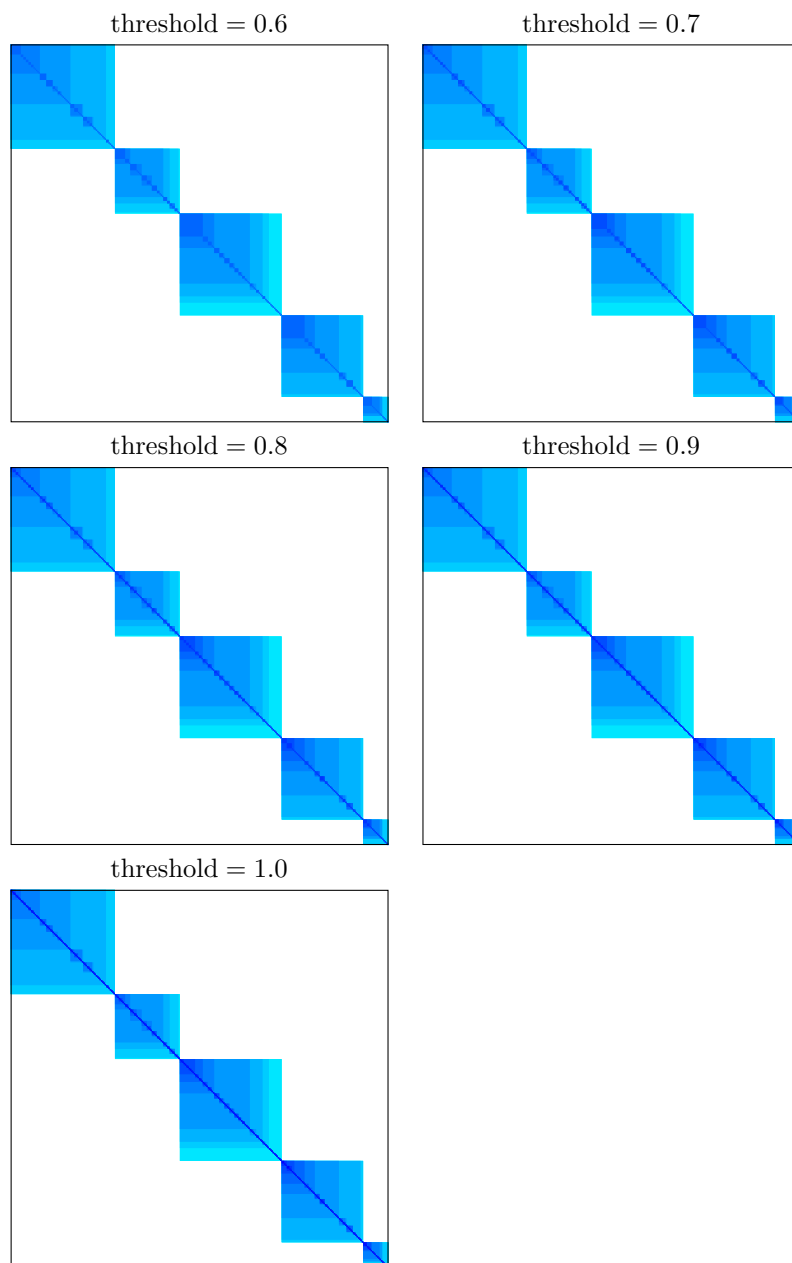 threshold = 0.6
threshold = 0.7
threshold = 0.8
threshold = 0.9
threshold = 1.0